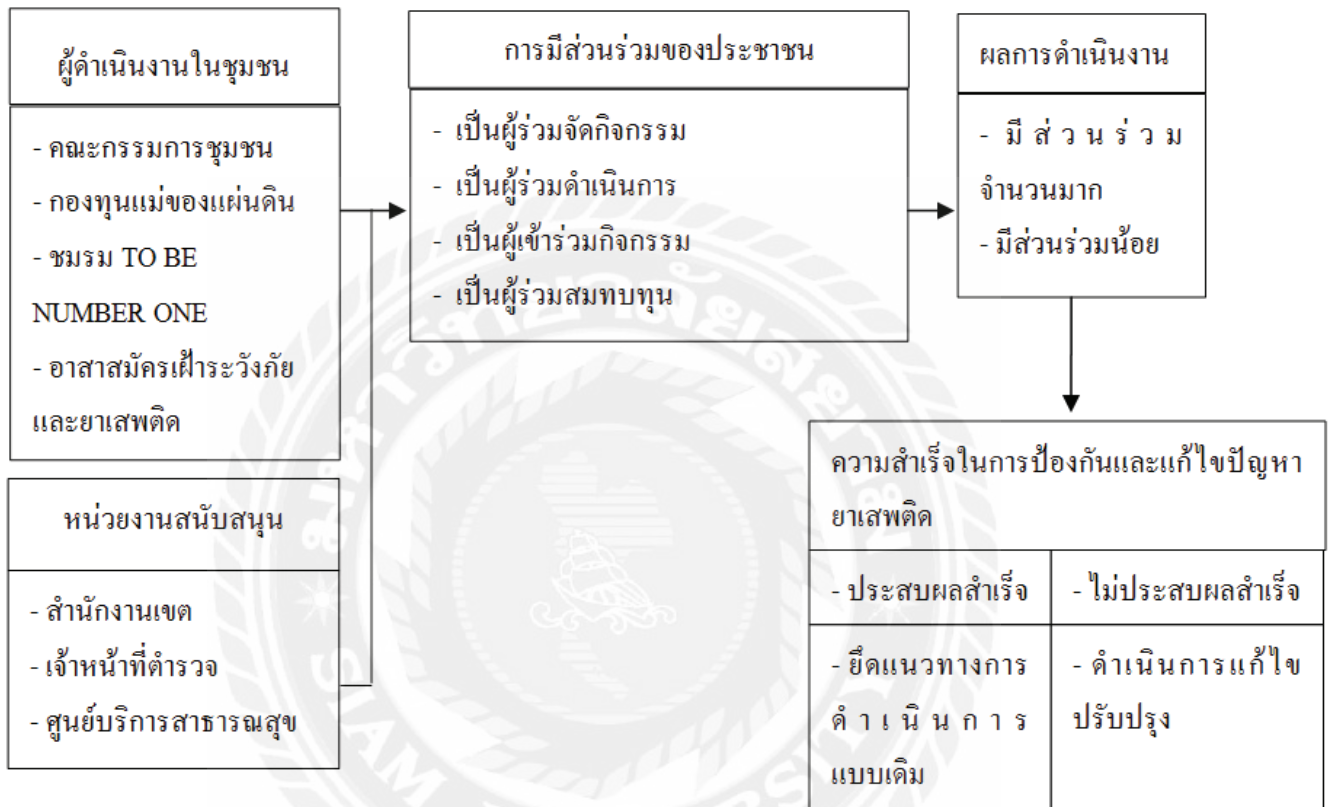 ผู้ดำเนินงานในชุมชน
- คณะกรรมการชุมชน
- กองทุนแม่ของแผ่นดิน
- ชมรม TO BE
NUMBER ONE
- อาสาสมัครเฝ้าระวังภัย
และยาเสพติด
หน่วยงานสนับสนุน
- สำนักงานเขต
- เจ้าหน้าที่ตำรวจ
- ศูนย์บริการสาธารณสุข
การมีส่วนร่วมของประชาชน
- เป็นผู้ร่วมจัดกิจกรรม
- เป็นผู้ร่วมดำเนินการ
- เป็นผู้เข้าร่วมกิจกรรม
- เป็นผู้ร่วมสมทบทุน
ผลการดำเนินงาน
- มีส่วนร่วม
จำนวนมาก
- มีส่วนร่วมน้อย
ความสำเร็จในการป้องกันและแก้ไขปัญหา
ยาเสพติด
- ประสบผลสำเร็จ
- ไม่ประสบผลสำเร็จ
- ยึดแนวทางการ
ดำเนินการ
แบบเดิม
- ดำเนินการแก้ไข
ปรับปรุง
มหาวิทยาลัยสยาม
SIAM UNIVERSITY